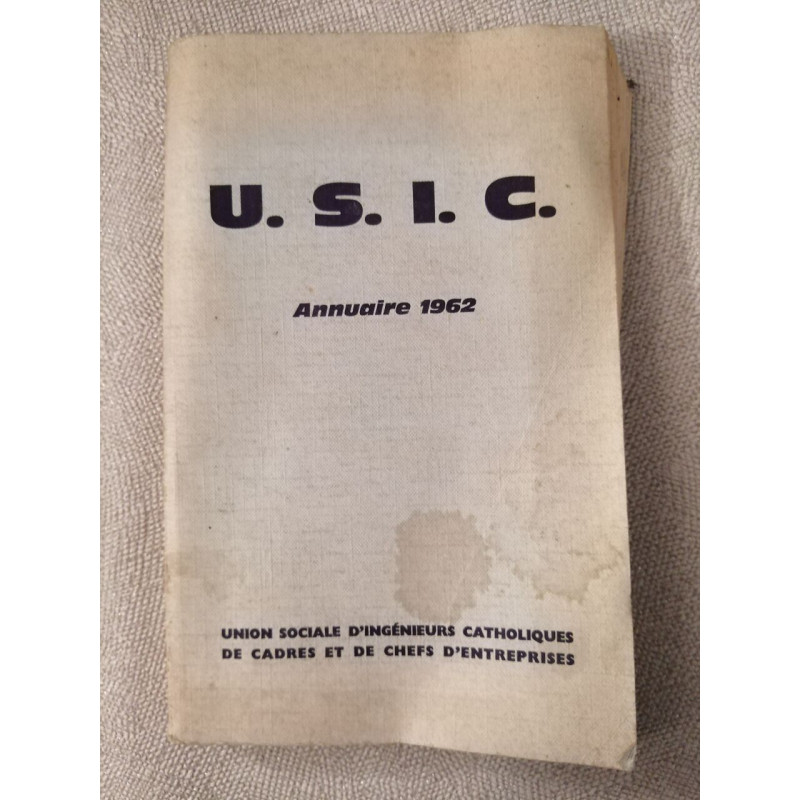 U. S. I. C.
Annuaire 1962
UNION SOCIALE D'INGÉNIEURS CATHOLIQUES
DE CADRES ET DE CHEFS D'ENTREPRISES